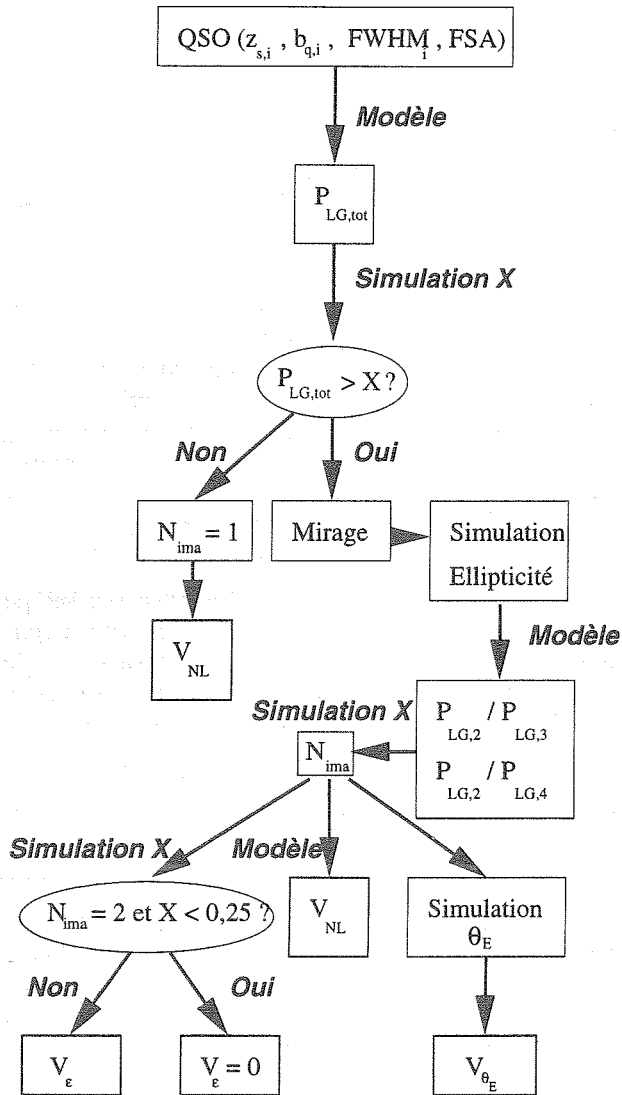 QSO (z_{s,i} , b_{q,i} , FWHM_i , FSA)
Modèle
P_{LG,tot}
Simulation X
P_{LG,tot} > X ?
Non
Oui
N_{ima} = 1
Mirage
Simulation
Ellipticité
V_{NL}
Modèle
Simulation X
P_{LG,2} / P_{LG,3}
N_{ima}
P_{LG,2} / P_{LG,4}
Simulation X
Modèle
N_{ima} = 2 et X < 0,25 ?
V_{NL}
Simulation
θ_E
Non
Oui
V_ε
V_ε = 0
V_{θ_E}